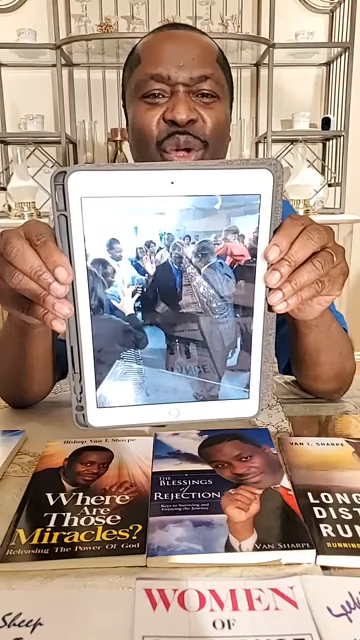 Bishop Van J. Sharpe
Where
Are
Those
Miracles?
Releasing The Power Of God
THE
BLESSINGS
OF
REJECTION
Keys to Surviving and
Enjoying the Journey
VAN SHARPE
VAN J. SHARPE
LONG
DIST
RU
RUNNING
Sheep
WOMEN
OF